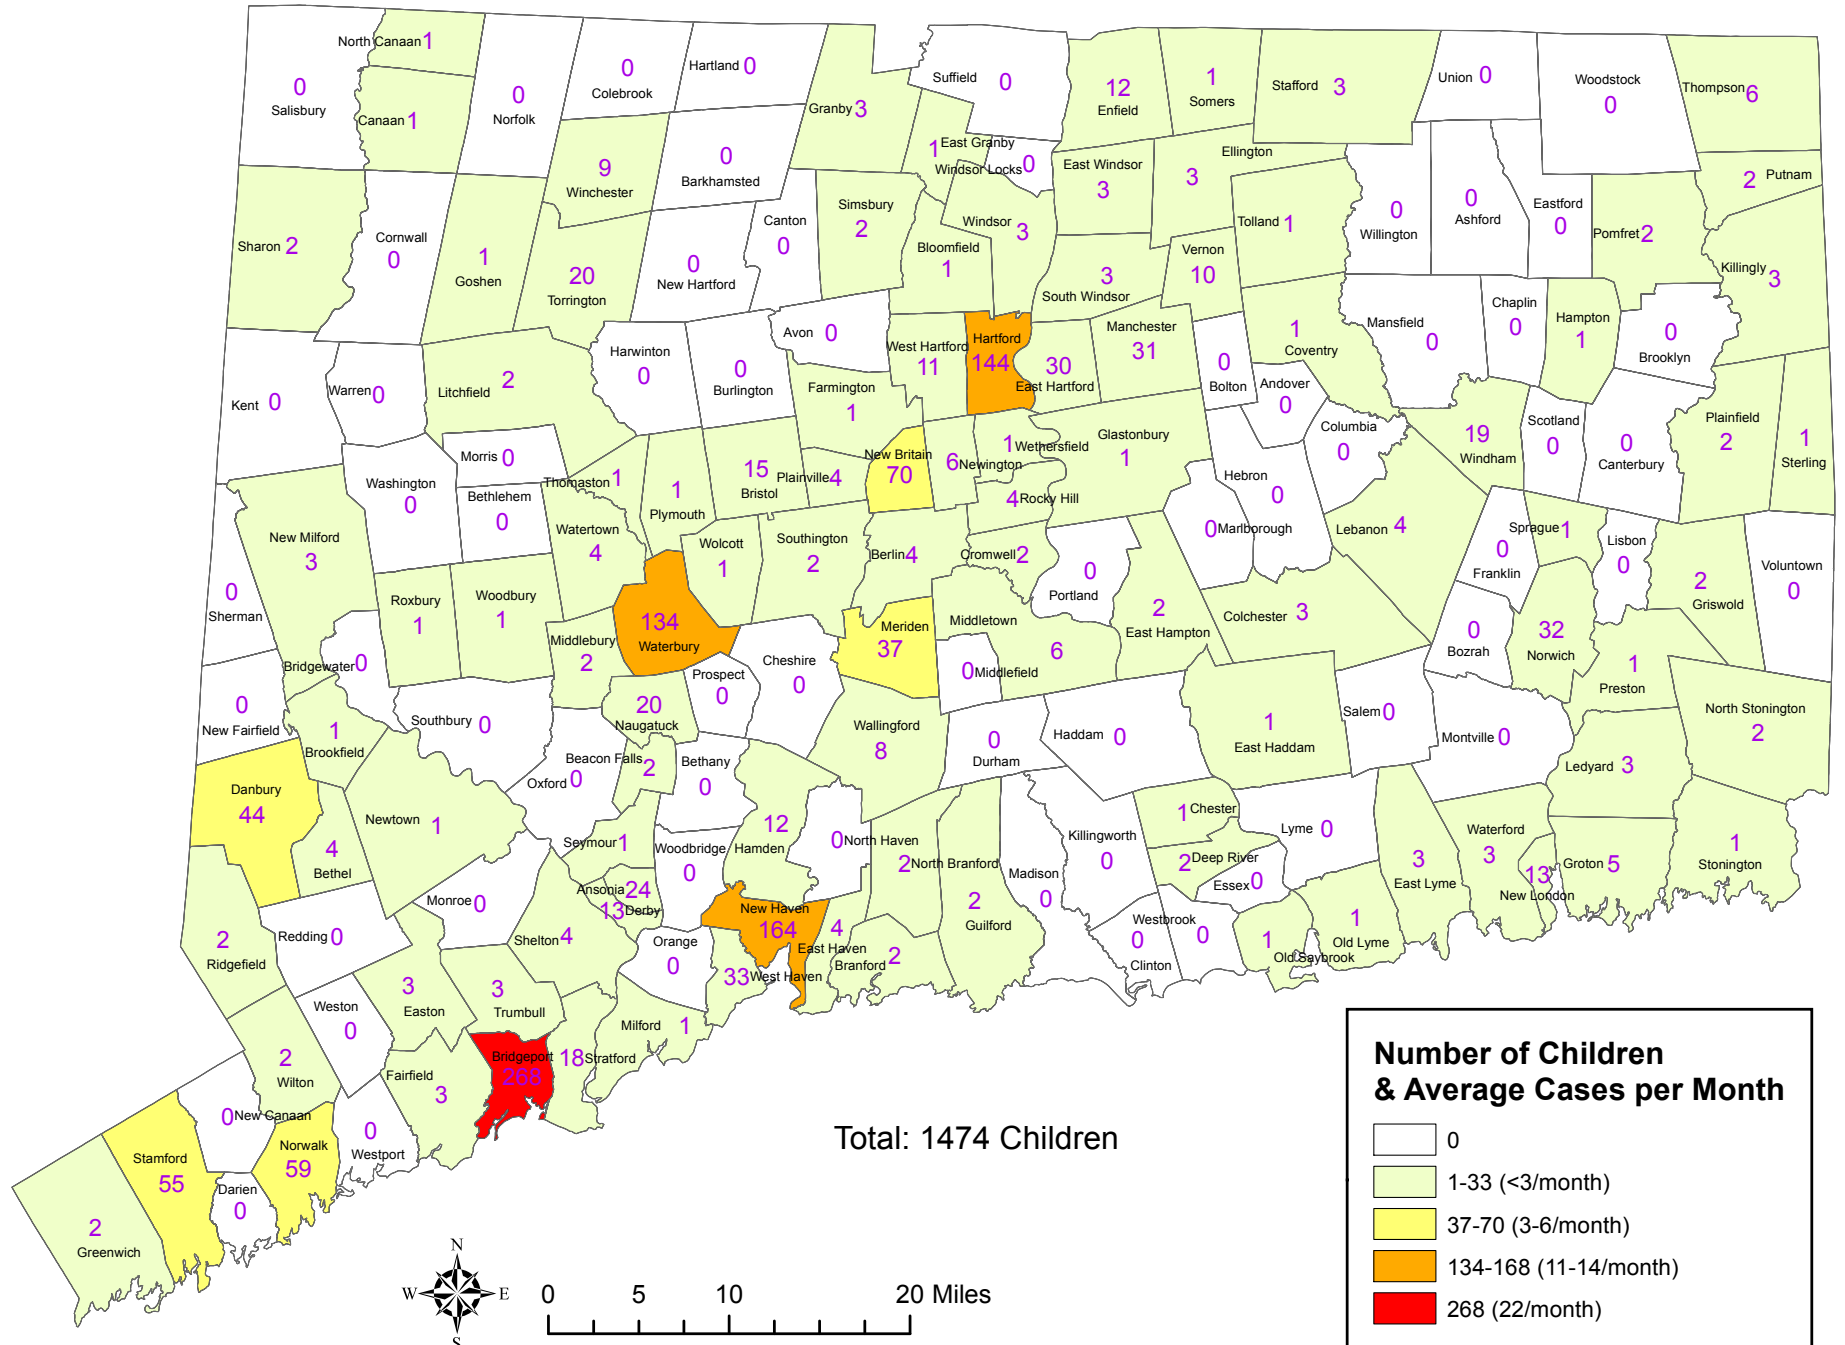 North Canaan 1
0
Salisbury
Canaan 1
0
Norfolk
0
Colebrook
Hartland 0
Granby 3
Suffield 0
12
Enfield
1
Somers
Stafford 3
Union 0
Woodstock
0
Thompson 6
9
Winchester
0
Barkhamsted
1 East Granby
Windsor Locks 0
East Windsor
3
Ellington
3
2 Putnam
Sharon 2
Cornwall
0
1
Goshen
20
Torrington
0
New Hartford
Canton
0
Simsbury
2
Bloomfield
1
Windsor
3
3
South Windsor
Vernon
10
Tolland 1
0
Willington
0
Ashford
Eastford
0
Pomfret 2
Killingly
3
Kent 0
Warren 0
Litchfield 2
Harwinton
0
0
Burlington
Avon 0
Farmington
1
West Hartford
11
Hartford
144
30
East Hartford
Manchester
31
0
Bolton
1
Coventry
Andover
0
Mansfield
0
Chaplin
0
Hampton
1
0
Brooklyn
Morris 0
Washington
0
Bethlehem
0
Thomaston 1
1
Plymouth
15
Bristol
Plainville 4
New Britain
70
6 Newington
1 Wethersfield
Glastonbury
1
4 Rocky Hill
Hebron
0
0 Marlborough
Columbia
0
19
Windham
Scotland
0
0
Canterbury
Plainfield
2
1
Sterling
New Milford
3
0
Sherman
Watertown
4
Wolcott
1
Southington
2
Berlin 4
Cromwell 2
0
Portland
2
East Hampton
Lebanon 4
Colchester 3
0
Franklin
Sprague 1
Lisbon
0
2
Griswold
Voluntown
0
Roxbury
1
Woodbury
1
Middlebury
2
134
Waterbury
Meriden
37
Middletown
6
0 Middlefield
0
Bozrah
32
Norwich
1
Preston
Bridgewater 0
0
New Fairfield
1
Brookfield
Southbury 0
20
Naugatuck
Prospect
0
Cheshire
0
Wallingford
8
0
Durham
Haddam 0
1
East Haddam
Salem 0
Montville 0
North Stonington
2
Danbury
44
4
Bethel
Newtown 1
Oxford 0
Beacon Falls 2
Bethany
0
Seymour 1
Woodbridge
0
12
Hamden
0 North Haven
2 North Branford
2
Guilford
Madison
0
Killingworth
0
1 Chester
2 Deep River
Essex 0
Lyme 0
3
East Lyme
Waterford
3
13
New London
Ledyard 3
Groton 5
1
Stonington
Ansonia 24
13 Derby
Monroe 0
Redding 0
2
Ridgefield
Shelton 4
Orange
0
33 West Haven
New Haven
164
East Haven 4
Branford 2
0
Clinton
Westbrook
0
1
Old Saybrook
1
Old Lyme
3
Easton
3
Trumbull
Weston
0
2
Wilton
Fairfield
3
Bridgeport
268
18 Stratford
Milford 1
0 New Canaan
Norwalk
59
0
Westport
Stamford
55
Darien
0
2
Greenwich
Total: 1474 Children
N
W E
S
0 5 10 20 Miles
Number of Children
& Average Cases per Month
0
1-33 (<3/month)
37-70 (3-6/month)
134-168 (11-14/month)
268 (22/month)